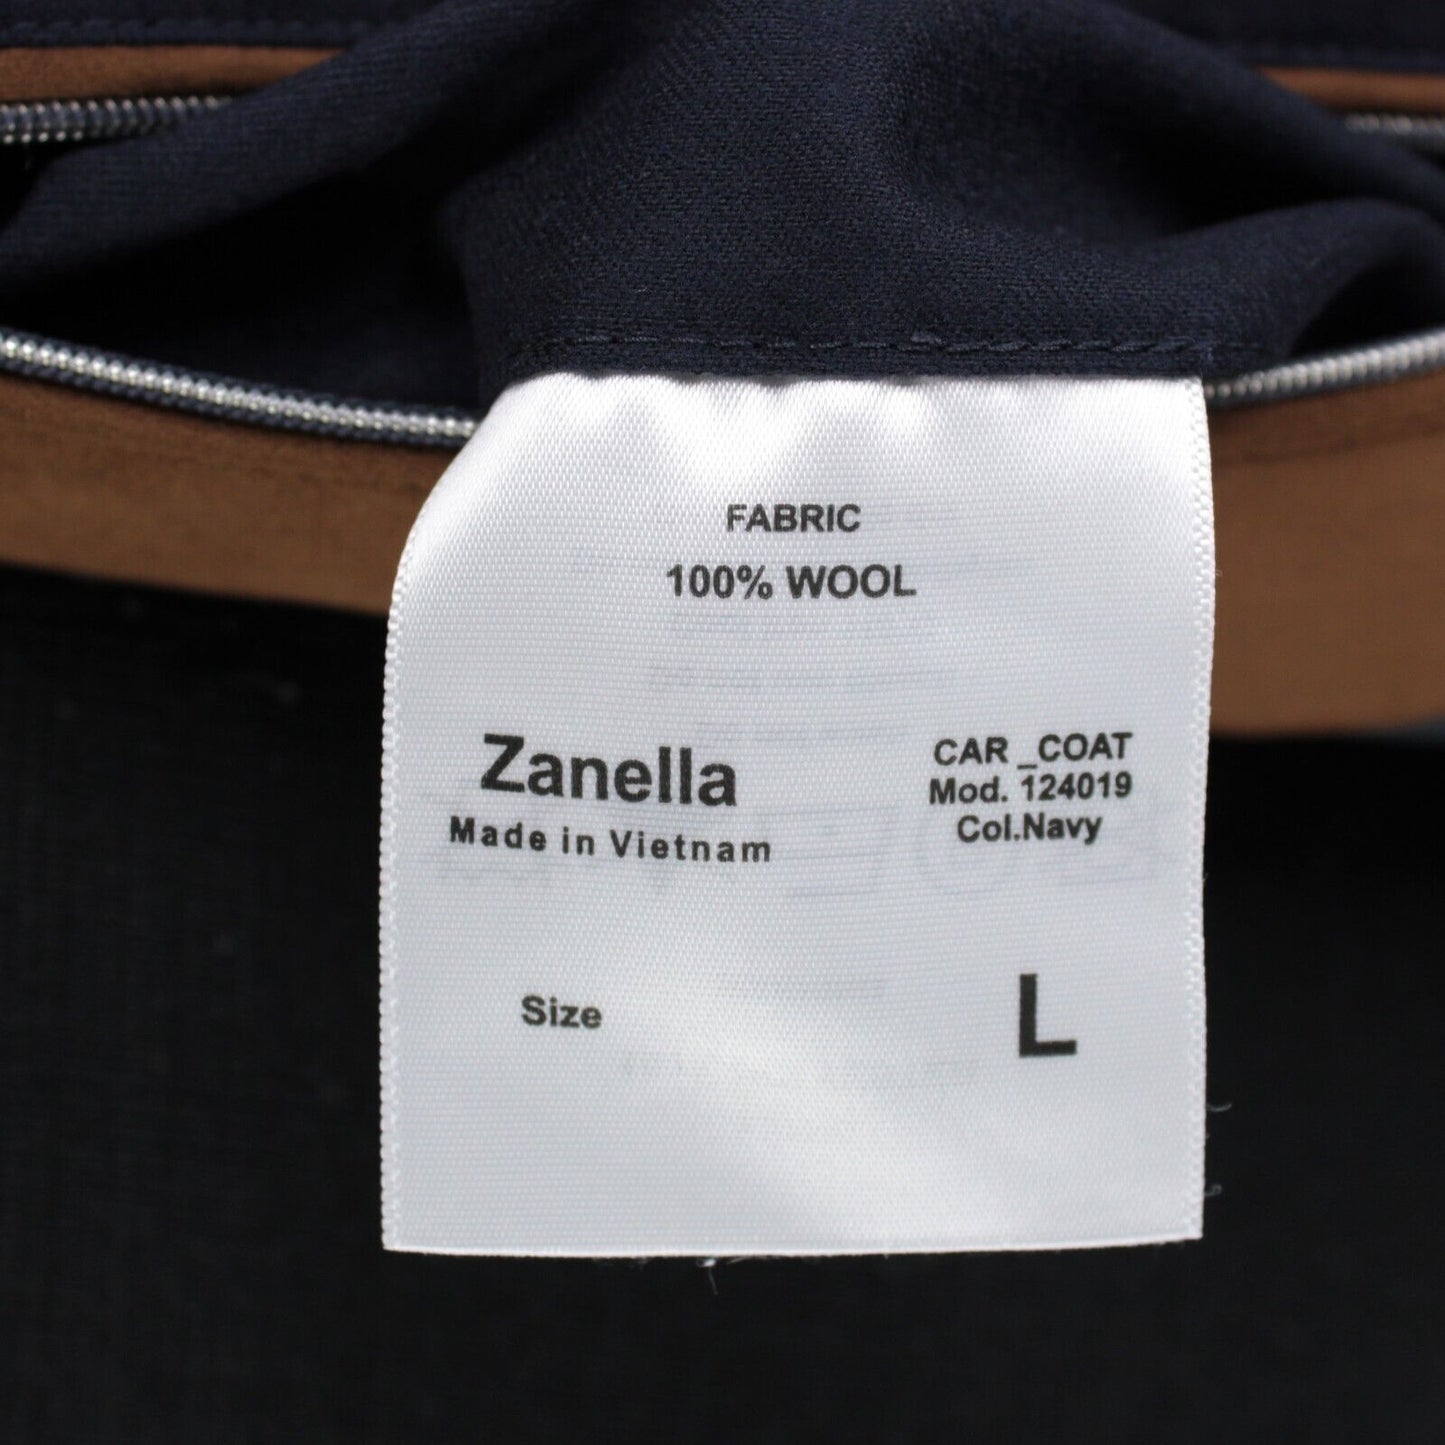 FABRIC
100% WOOL
Zanella
Made in Vietnam
CAR _COAT
Mod. 124019
Col.Navy
Size
L